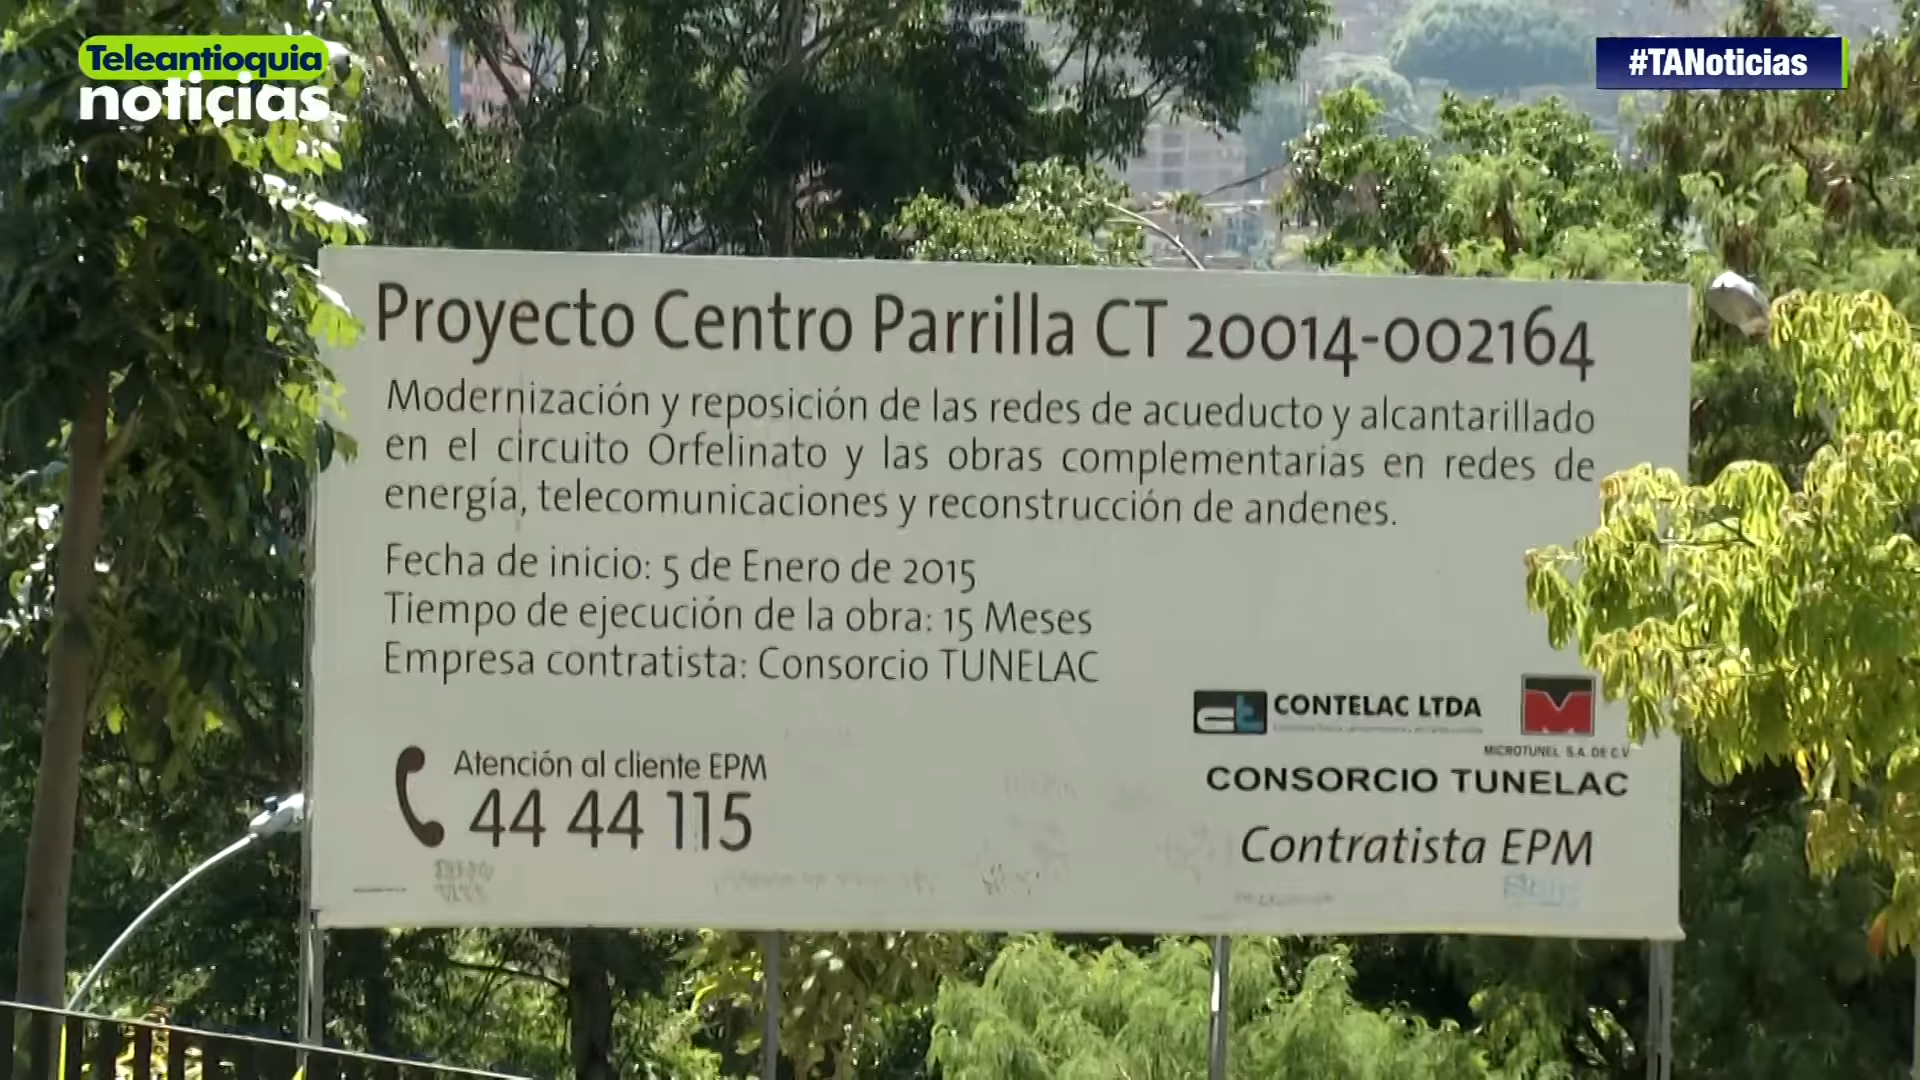 Teleantioquia
noticias
#TANoticias
Proyecto Centro Parrilla CT 20014-002164
Modernización y reposición de las redes de acueducto y alcantarillado
en el circuito Orfelinato y las obras complementarias en redes de
energía, telecomunicaciones y reconstrucción de andenes.
Fecha de inicio: 5 de Enero de 2015
Tiempo de ejecución de la obra: 15 Meses
Empresa contratista: Consorcio TUNELAC
CONTELAC LTDA
MICROTUNEL S.A. DE C.V
CONSORCIO TUNELAC
Contratista EPM
Atención al cliente EPM
44 44 115